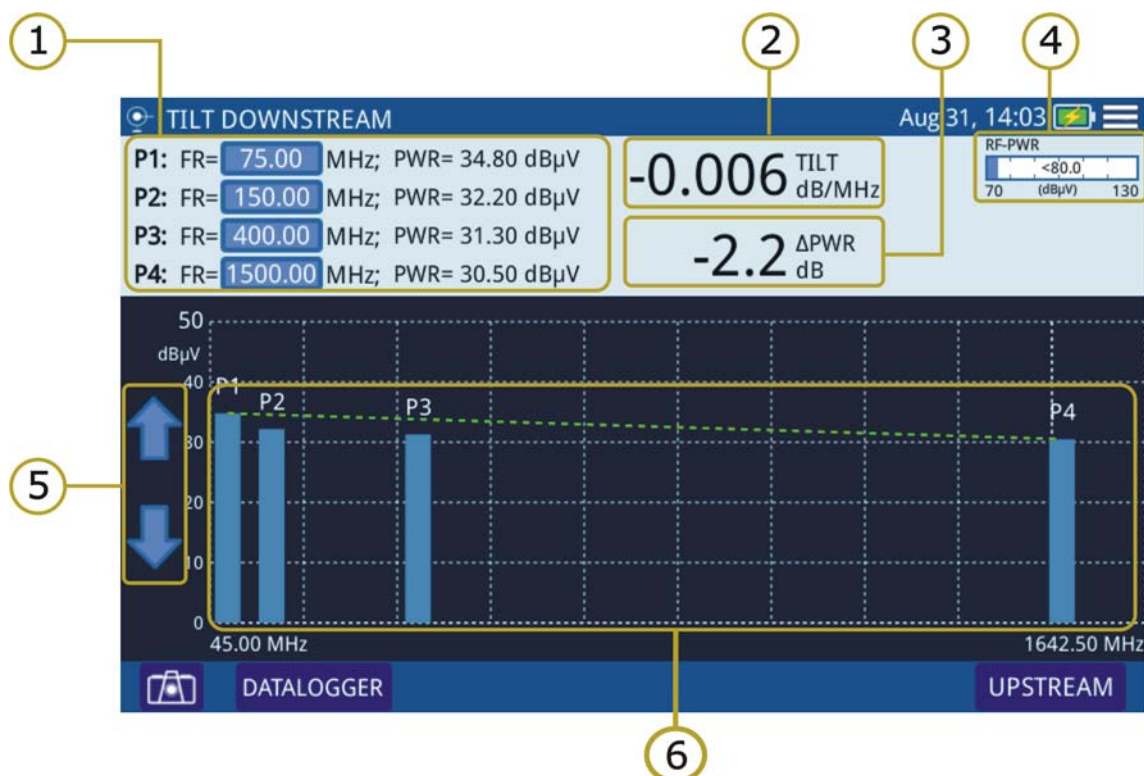 1
2
3
4
TILT DOWNSTREAM
Aug 31, 14:03
P1: FR= 75.00 MHz; PWR= 34.80 dBµV
P2: FR= 150.00 MHz; PWR= 32.20 dBµV
P3: FR= 400.00 MHz; PWR= 31.30 dBµV
P4: FR= 1500.00 MHz; PWR= 30.50 dBµV
-0.006 TILT dB/MHz
-2.2 ΔPWR dB
RF-PWR
<80.0
70 (dBµV) 130
50
dBµV
40
P1
P2
P3
P4
30
5
20
10
0
45.00 MHz
1642.50 MHz
DATALOGGER
UPSTREAM
6